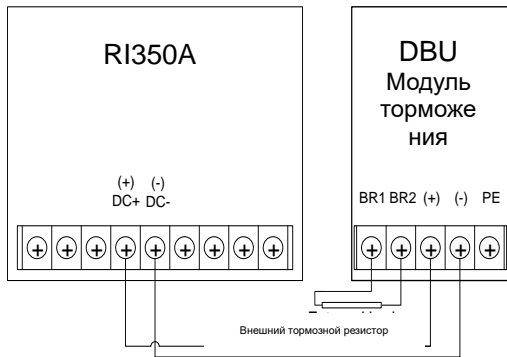 RI350A
(+) (-)
DC+ DC-
DBU
Модуль
торможе
ния
BR1 BR2 (+) (-) PE
Внешний тормозной резистор